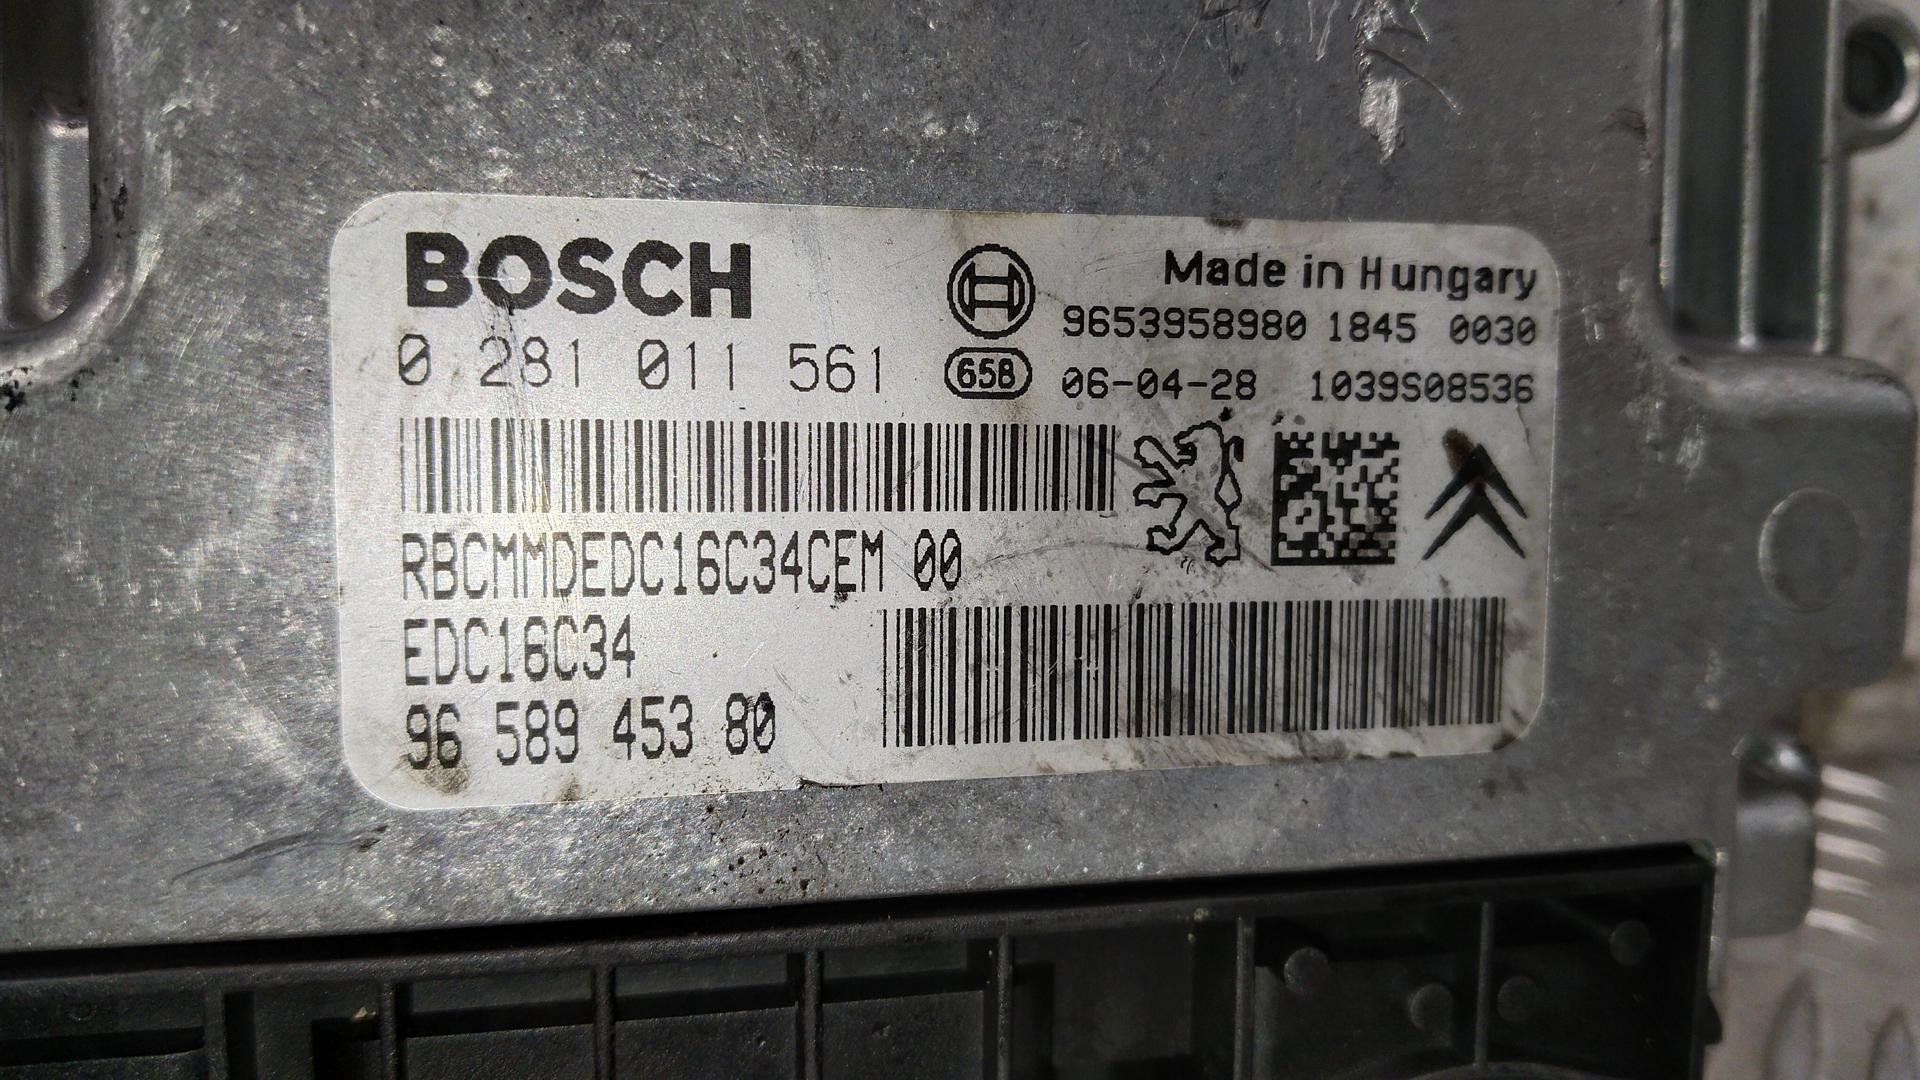 BOSCH
0 281 011 561
Made in Hungary
9653958980 1845 0030
658 06-04-28 1039S08536
RBCMMDEDC16C34CEM 00
EDC16C34
96 589 453 80